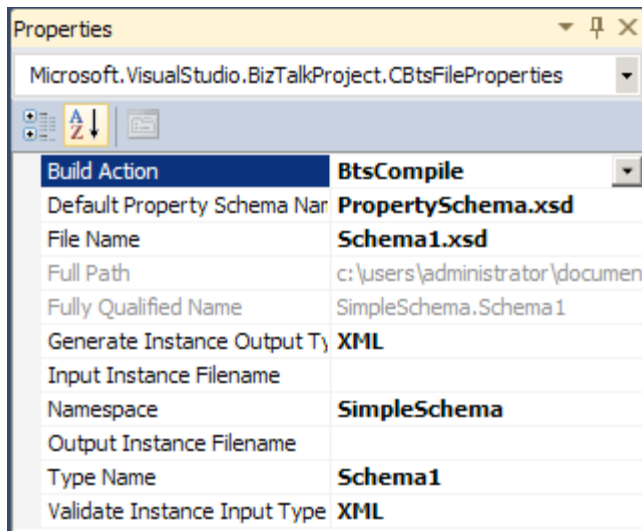 Properties
Microsoft.VisualStudio.BizTalkProject.CBtsFileProperties
A
Z
Build Action BtsCompile
Default Property Schema Nar PropertySchema.xsd
File Name Schema1.xsd
Full Path c:\users\administrator\documen
Fully Qualified Name SimpleSchema.Schema1
Generate Instance Output Ty XML
Input Instance Filename
Namespace SimpleSchema
Output Instance Filename
Type Name Schema1
Validate Instance Input Type XML